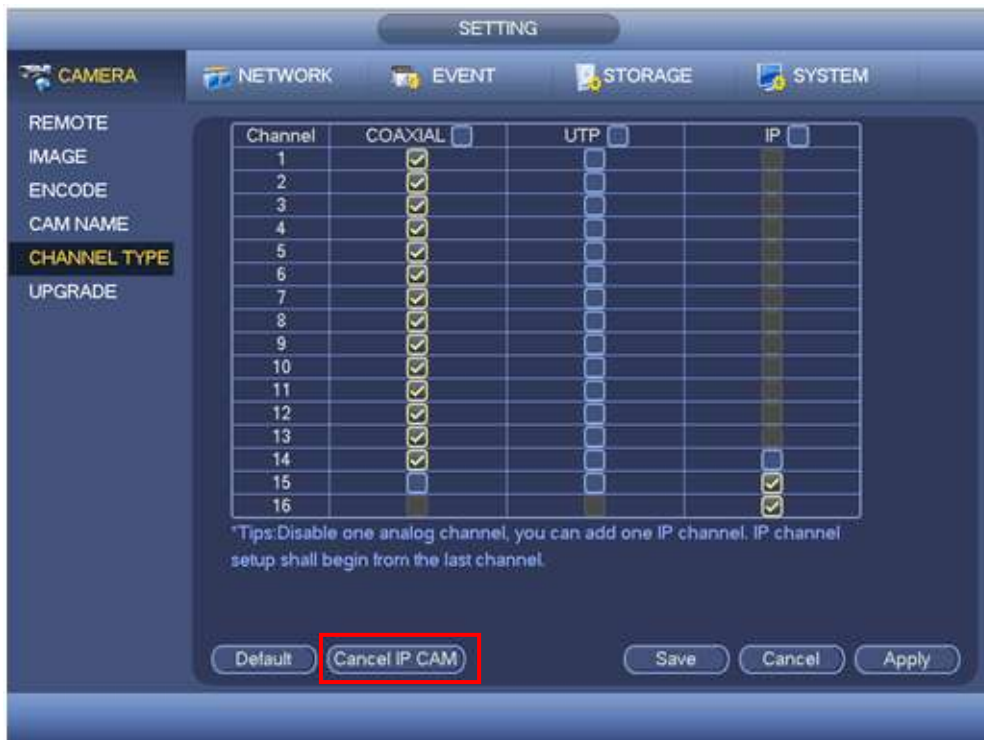 SETTING
CAMERA NETWORK EVENT STORAGE SYSTEM
REMOTE
IMAGE
ENCODE
CAM NAME
CHANNEL TYPE
UPGRADE
Channel COAXIAL UTP IP
1
2
3
4
5
6
7
8
9
10
11
12
13
14
15
16
*Tips:Disable one analog channel, you can add one IP channel. IP channel
setup shall begin from the last channel.
Default Cancel IP CAM Save Cancel Apply